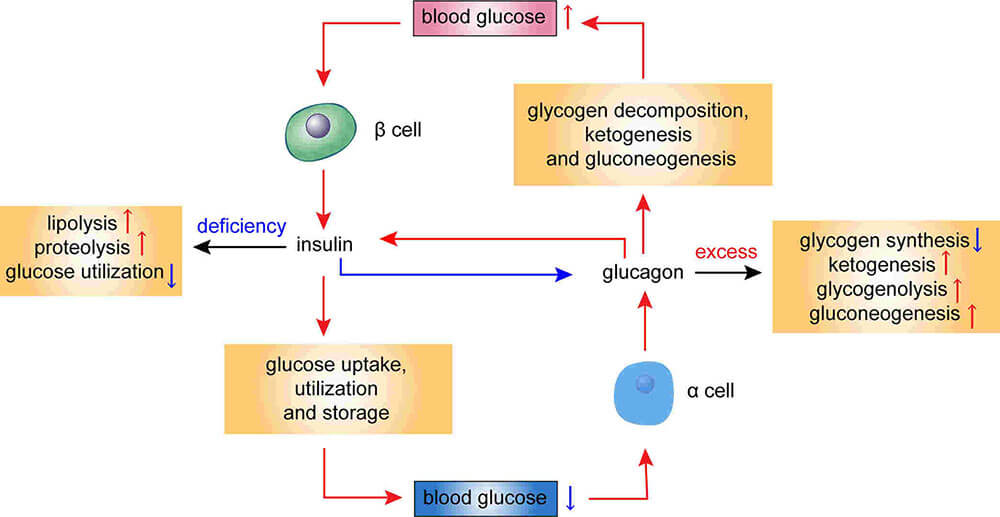 blood glucose ↑
glycogen decomposition,
ketogenesis
and gluconeogenesis
β cell
lipolysis ↑
proteolysis ↑
glucose utilization ↓
deficiency
insulin
glucagon
excess
glycogen synthesis ↓
ketogenesis ↑
glycogenolysis ↑
gluconeogenesis ↑
glucose uptake,
utilization
and storage
α cell
blood glucose ↓